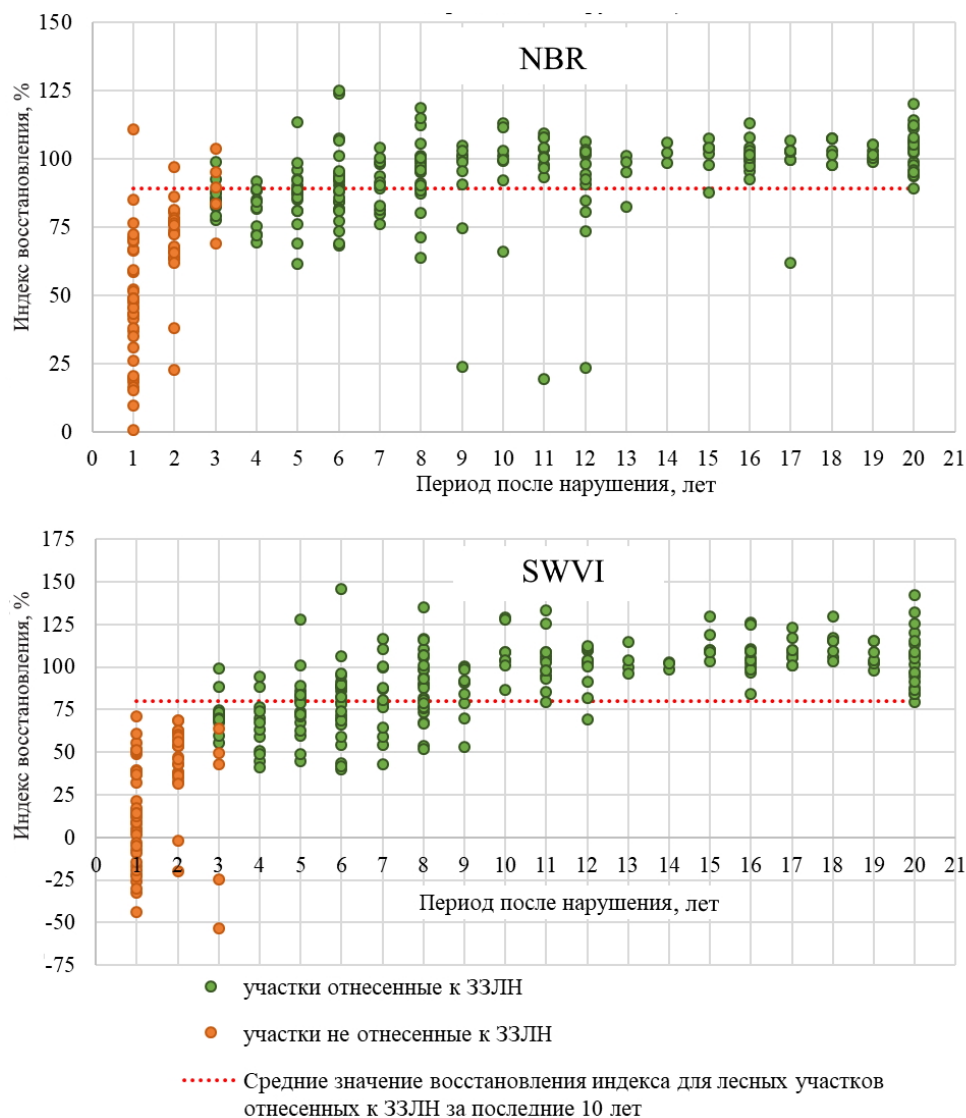 NBR
Индекс восстановления, %
150
125
100
75
50
25
0
0 1 2 3 4 5 6 7 8 9 10 11 12 13 14 15 16 17 18 19 20 21
Период после нарушения, лет
SWVI
Индекс восстановления, %
175
150
125
100
75
50
25
0
-25
-50
-75
0 1 2 3 4 5 6 7 8 9 10 11 12 13 14 15 16 17 18 19 20 21
Период после нарушения, лет
участки отнесенные к ЗЗЛН
участки не отнесенные к ЗЗЛН
Средние значение восстановления индекса для лесных участков
отнесенных к ЗЗЛН за последние 10 лет